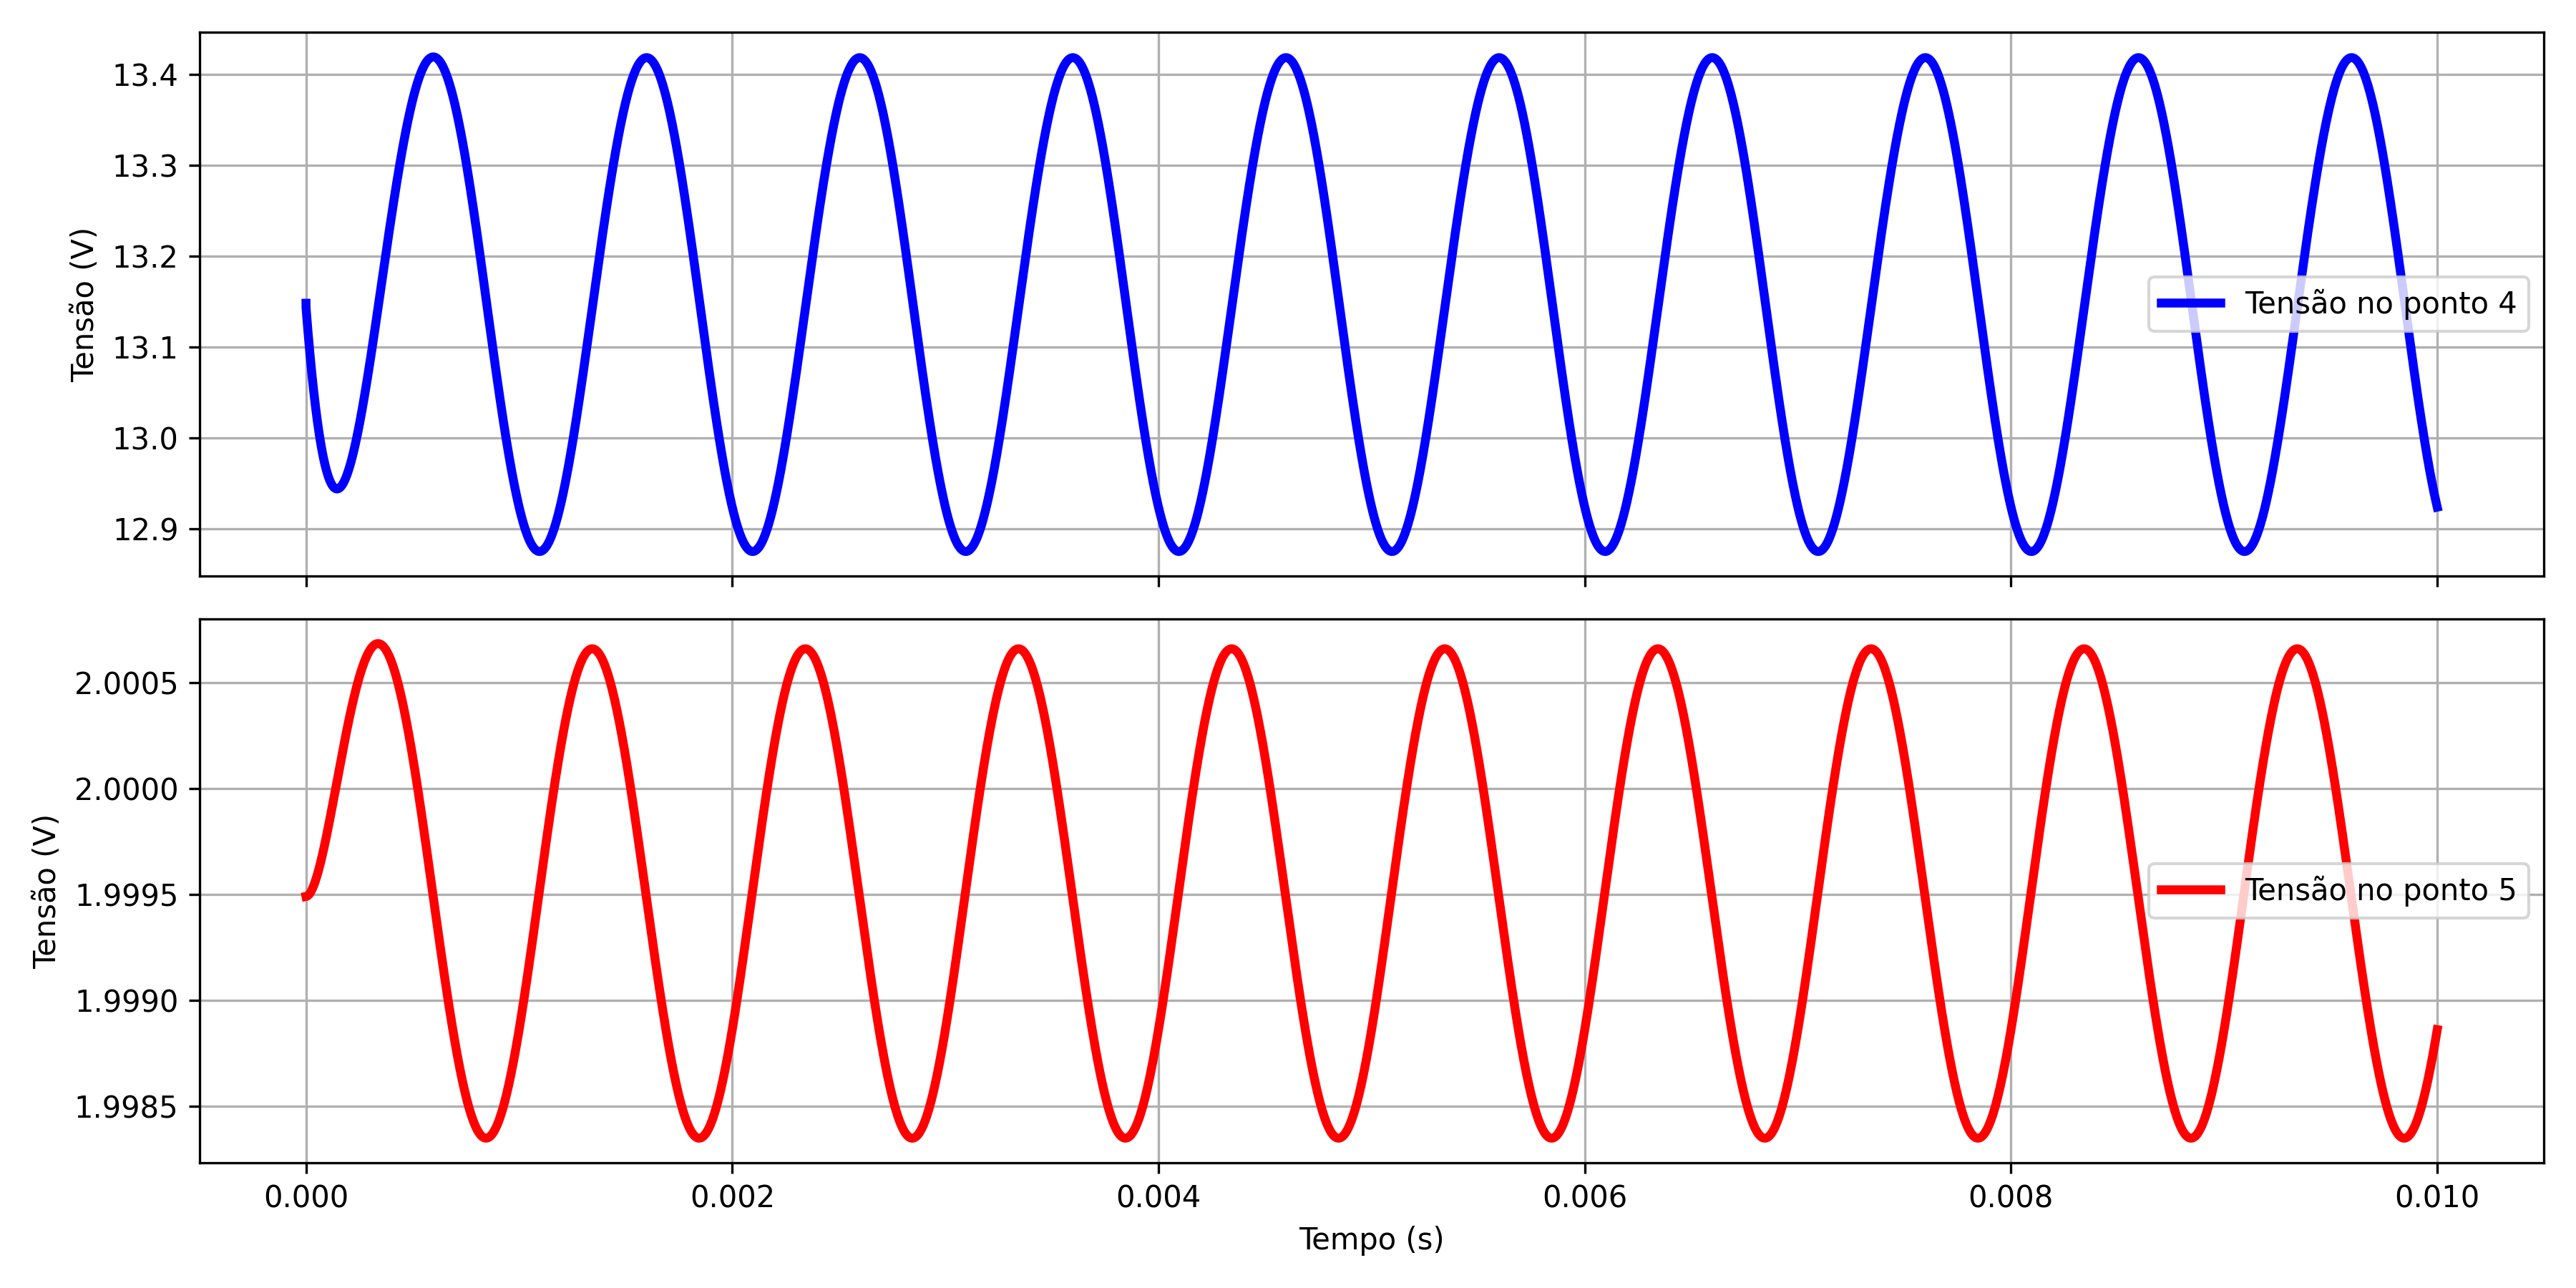 Tensão (V)
13.4
13.3
13.2
13.1
13.0
12.9
Tensão no ponto 4
Tensão (V)
2.0005
2.0000
1.9995
1.9990
1.9985
Tensão no ponto 5
0.000 0.002 0.004 0.006 0.008 0.010
Tempo (s)